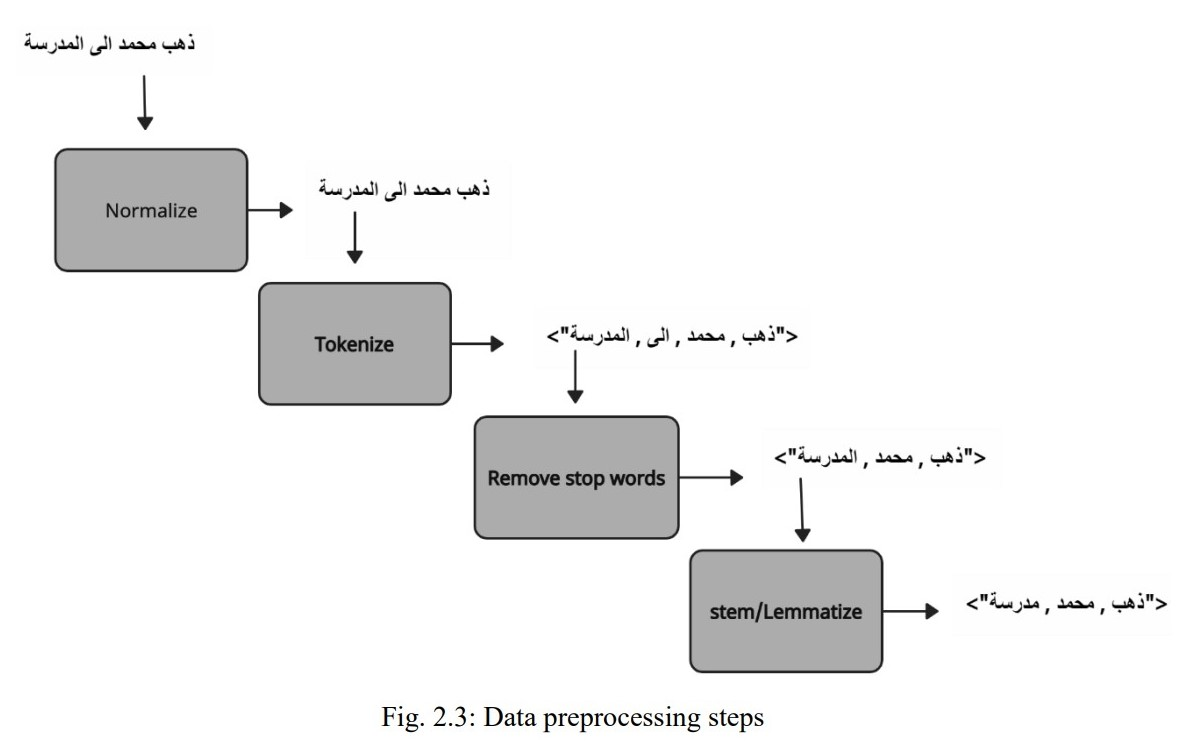 ذهب محمد الى المدرسة
Normalize
ذهب محمد الى المدرسة
Tokenize
<"ذهب , محمد , الى , المدرسة">
Remove stop words
<"ذهب , محمد , المدرسة">
stem/Lemmatize
<"ذهب , محمد , مدرسة">
Fig. 2.3: Data preprocessing steps